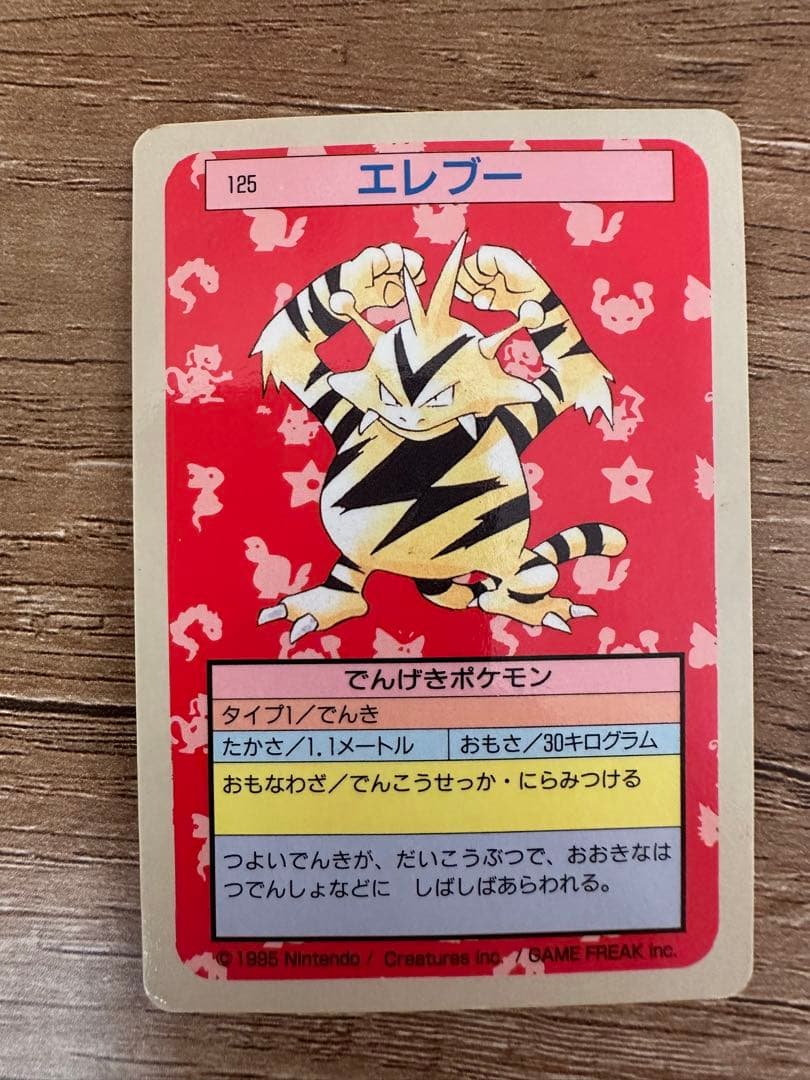 125 エレブー
でんげきポケモン
タイプ1/でんき
たかさ/1.1メートル おもさ/30キログラム
おもなわざ/でんこうせっか・にらみつける
つよいでんきが、だいこうぶつで、おおきなは
つでんしょなどに　しばしばあらわれる。
© 1995 Nintendo / Creatures inc. / GAME FREAK inc.